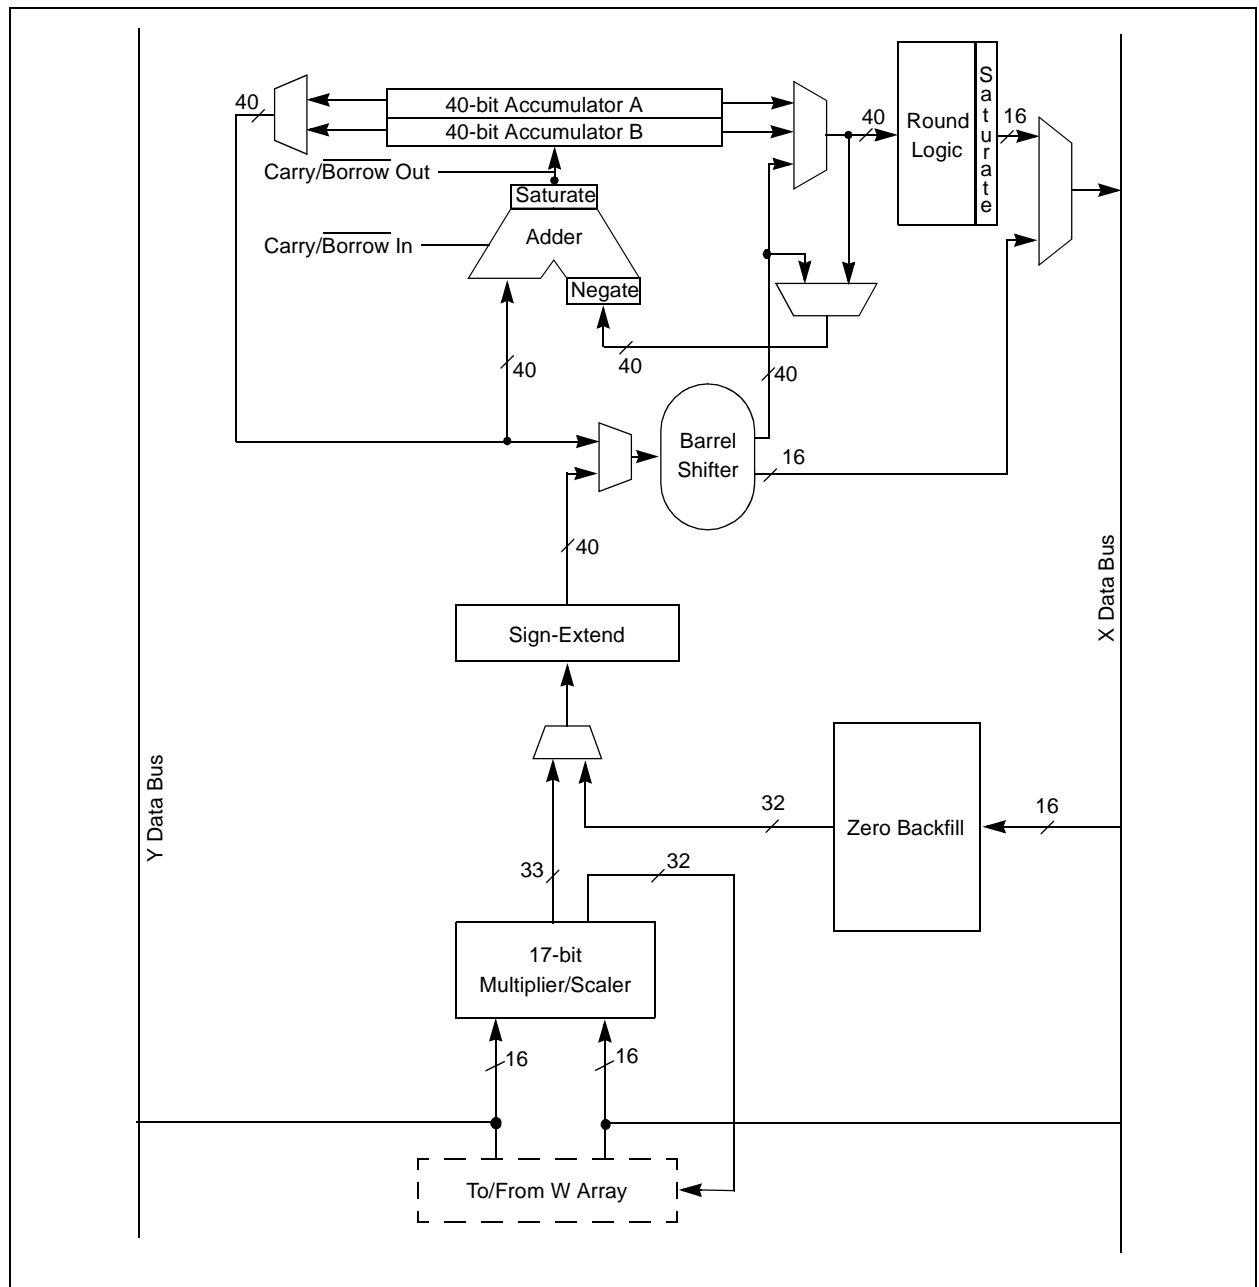 40
40-bit Accumulator A
40-bit Accumulator B
Carry/Borrow Out
Saturate
Carry/Borrow In
Adder
Negate
40
Round
Logic
Saturate
16
40
40
40
Barrel
Shifter
16
40
Sign-Extend
X Data Bus
Y Data Bus
32
Zero Backfill
16
33
32
17-bit
Multiplier/Scaler
16
16
To/From W Array